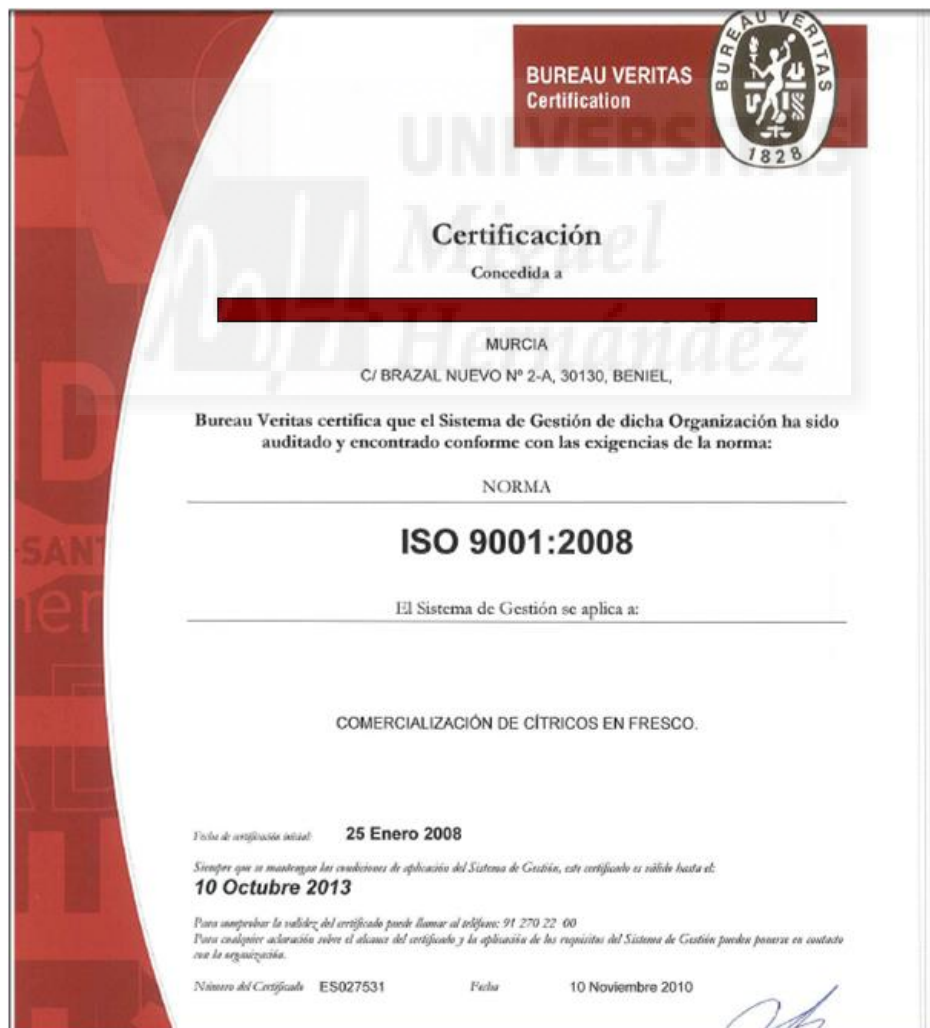 BUREAU VERITAS
Certification
BUREAU VERITAS
1828
UNIVERSITAS
Miguel
Hernández
Certificación
Concedida a
MURCIA
C/ BRAZAL NUEVO Nº 2-A, 30130, BENIEL,
Bureau Veritas certifica que el Sistema de Gestión de dicha Organización ha sido
auditado y encontrado conforme con las exigencias de la norma:
NORMA
ISO 9001:2008
El Sistema de Gestión se aplica a:
COMERCIALIZACIÓN DE CÍTRICOS EN FRESCO.
Fecha de certificación inicial: 25 Enero 2008
Siempre que se mantengan las condiciones de aplicación del Sistema de Gestión, este certificado es válido hasta el:
10 Octubre 2013
Para comprobar la validez del certificado puede llamar al teléfono: 91 270 22 00
Para cualquier aclaración sobre el alcance del certificado y la aplicación de los requisitos del Sistema de Gestión pueden ponerse en contacto
con la organización.
Número del Certificado ES027531 Fecha 10 Noviembre 2010